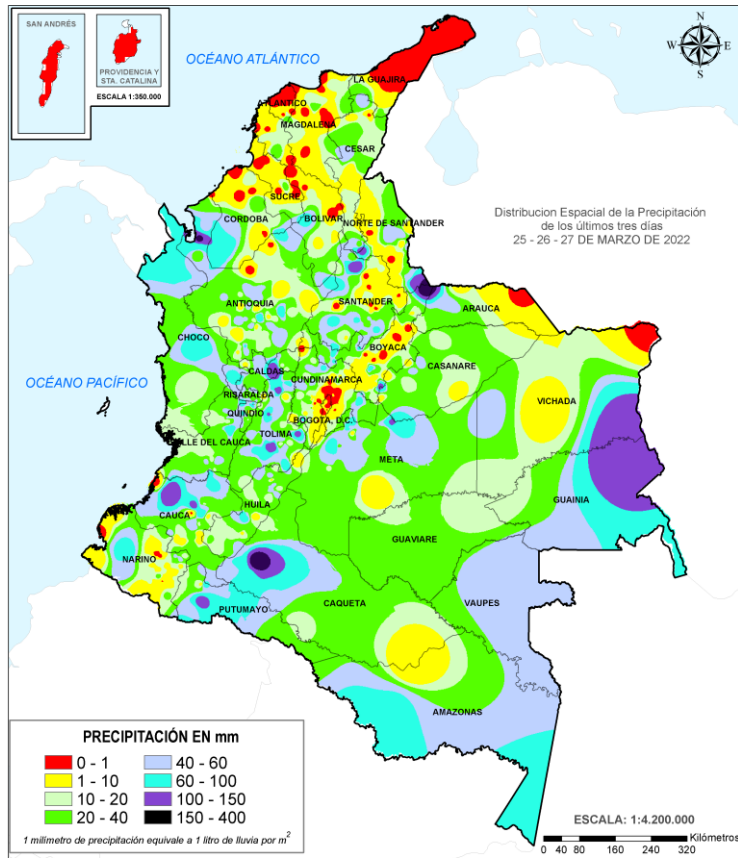 SAN ANDRÉS
PROVIDENCIA Y
STA. CATALINA
ESCALA 1:350.000
OCÉANO ATLÁNTICO
N
W
E
S
LA GUAJIRA
ATLANTICO
MAGDALENA
CESAR
SUCRE
CORDOBA
BOLIVAR
NORTE DE SANTANDER
Distribucion Espacial de la Precipitación
de los últimos tres días
25 - 26 - 27 DE MARZO DE 2022
ANTIOQUIA
SANTANDER
ARAUCA
CHOCO
BOYACA
CASANARE
OCÉANO PACÍFICO
CALDAS
CUNDINAMARCA
RISARALDA
VICHADA
QUINDIO
BOGOTA, D.C.
TOLIMA
VALLE DEL CAUCA
META
GUAINIA
HUILA
CAUCA
GUAVIARE
NARIÑO
CAQUETA
VAUPES
PUTUMAYO
AMAZONAS
PRECIPITACIÓN EN mm
0 - 1
40 - 60
1 - 10
60 - 100
10 - 20
100 - 150
20 - 40
150 - 400
1 milímetro de precipitación equivale a 1 litro de lluvia por m2
ESCALA: 1:4.200.000
Kilómetros
0 40 80 160 240 320